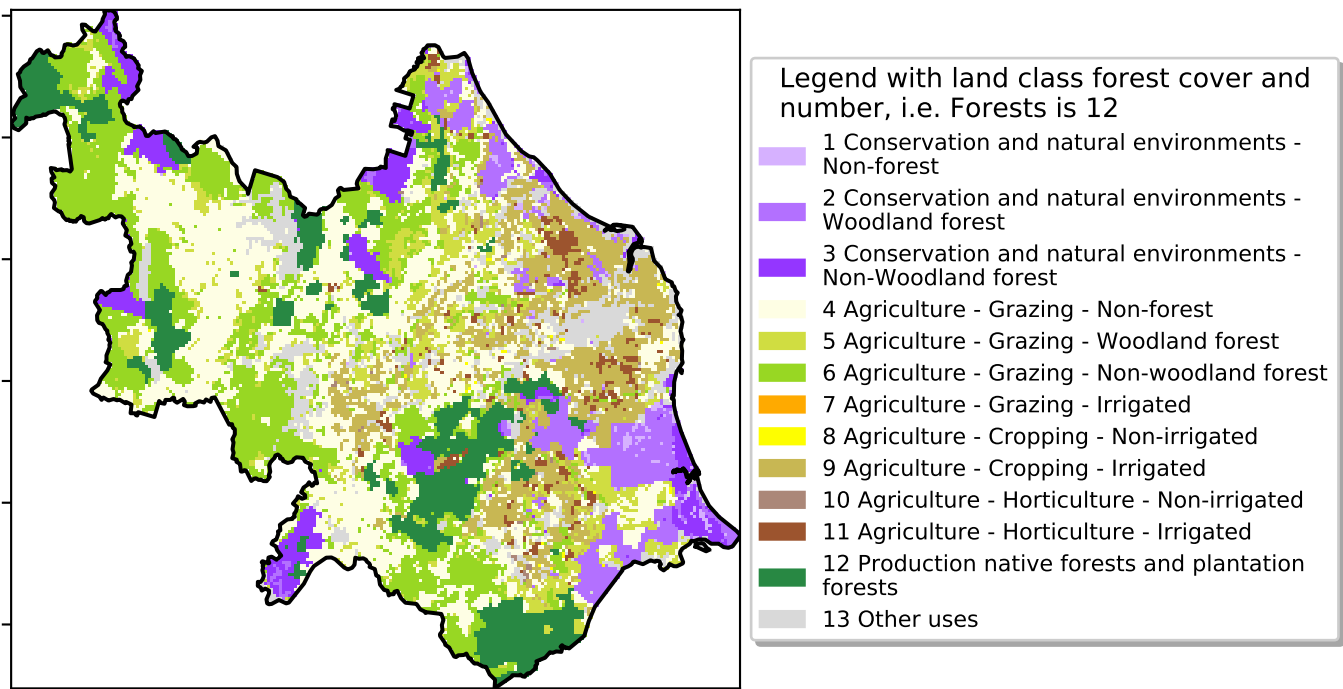 Legend with land class forest cover and
number, i.e. Forests is 12
1 Conservation and natural environments -
Non-forest
2 Conservation and natural environments -
Woodland forest
3 Conservation and natural environments -
Non-Woodland forest
4 Agriculture - Grazing - Non-forest
5 Agriculture - Grazing - Woodland forest
6 Agriculture - Grazing - Non-woodland forest
7 Agriculture - Grazing - Irrigated
8 Agriculture - Cropping - Non-irrigated
9 Agriculture - Cropping - Irrigated
10 Agriculture - Horticulture - Non-irrigated
11 Agriculture - Horticulture - Irrigated
12 Production native forests and plantation
forests
13 Other uses